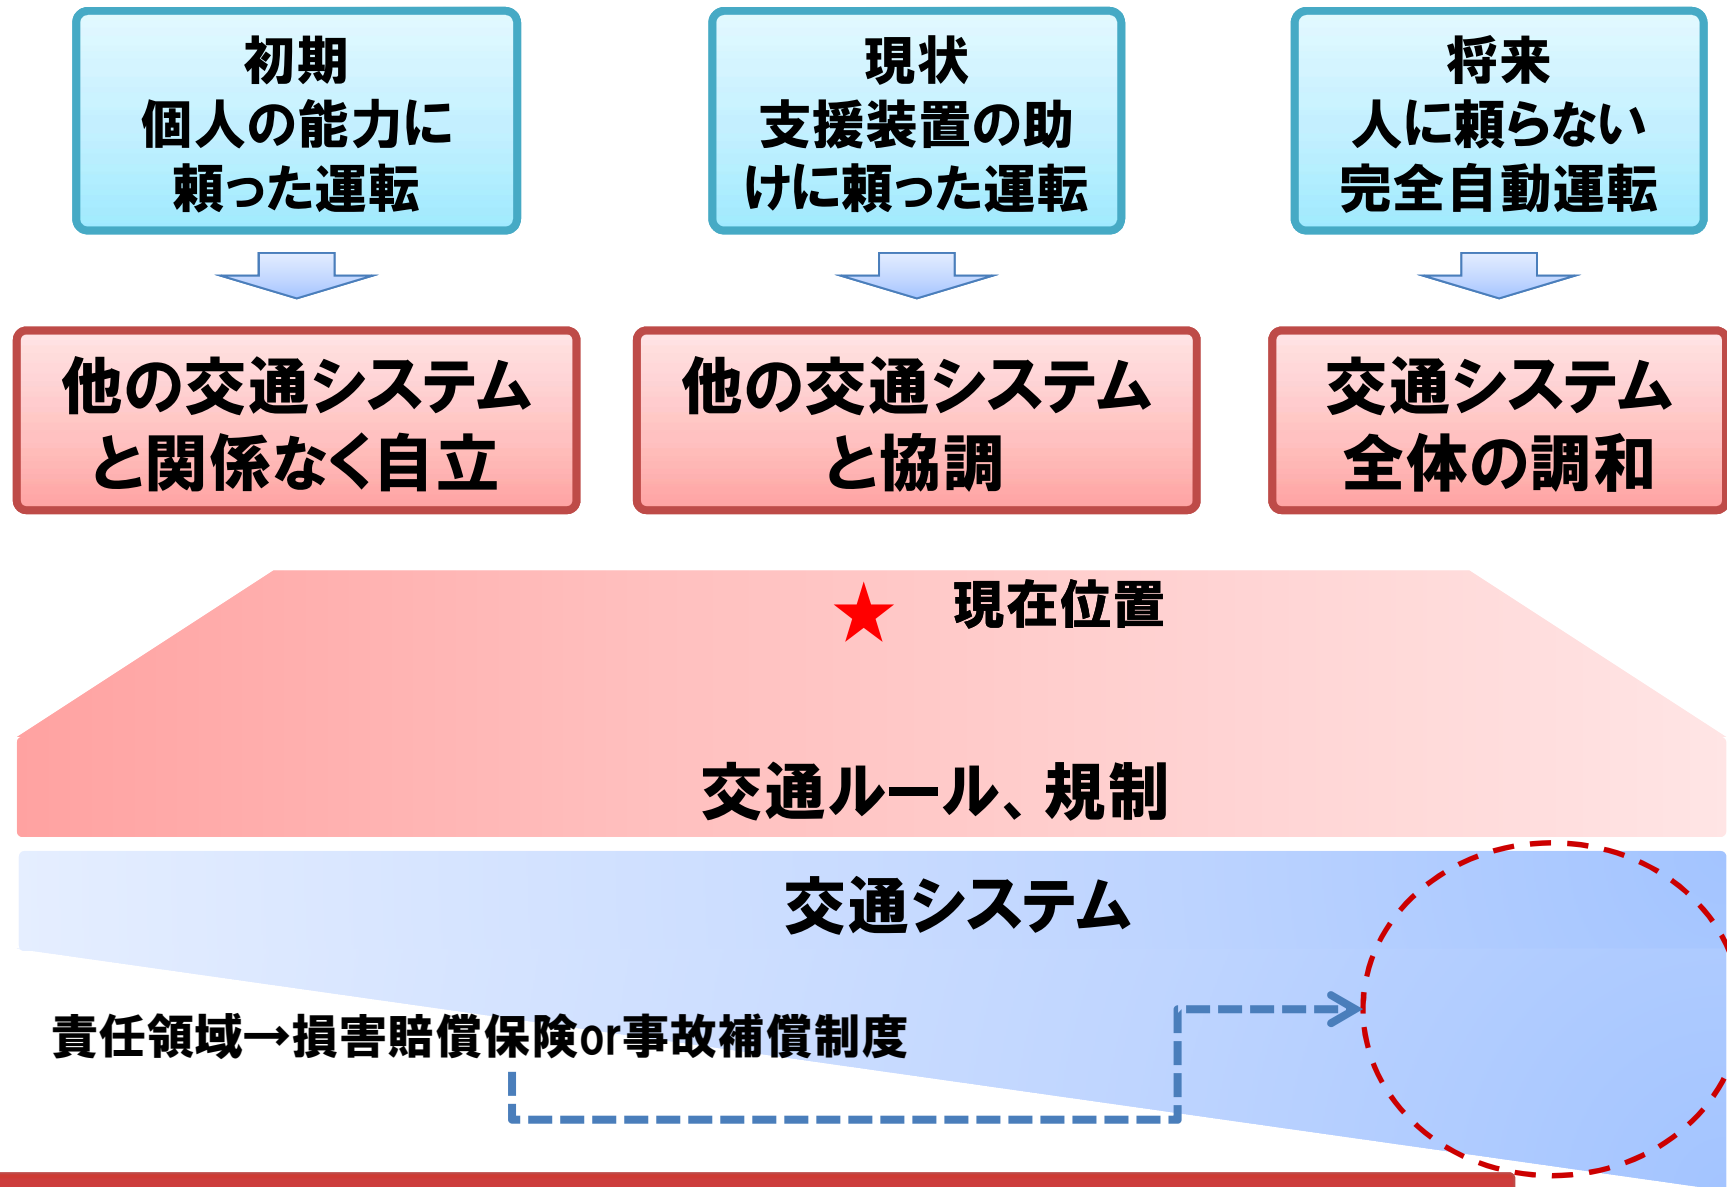 初期
個人の能力に
頼った運転
現状
支援装置の助
けに頼った運転
将来
人に頼らない
完全自動運転
他の交通システム
と関係なく自立
他の交通システム
と協調
交通システム
全体の調和
現在位置
交通ルール、規制
交通システム
責任領域→損害賠償保険or事故補償制度